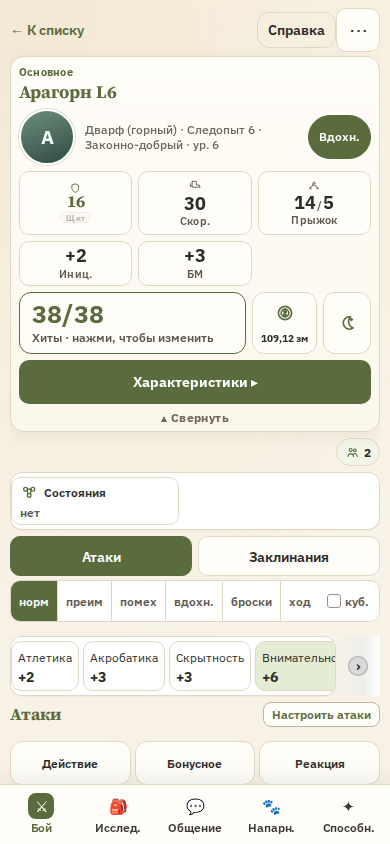 ← К списку
Справка
...
Основное
Арагорн L6
А
Дварф (горный) · Следопыт 6 ·
Законно-добрый · ур. 6
Вдохн.
16
Щит
30
Скор.
14/5
Прыжок
+2
Иниц.
+3
БМ
38/38
Хиты · нажми, чтобы изменить
109,12 зм
Характеристики ▸
▴ Свернуть
2
Состояния
нет
Атаки
Заклинания
норм
преим
помех
вдохн.
броски
ход
куб.
Атлетика
+2
Акробатика
+3
Скрытность
+3
Внимательно
+6
›
Атаки
Настроить атаки
Действие
Бонусное
Реакция
Бой
Исслед.
Общение
Напарн.
Способн.